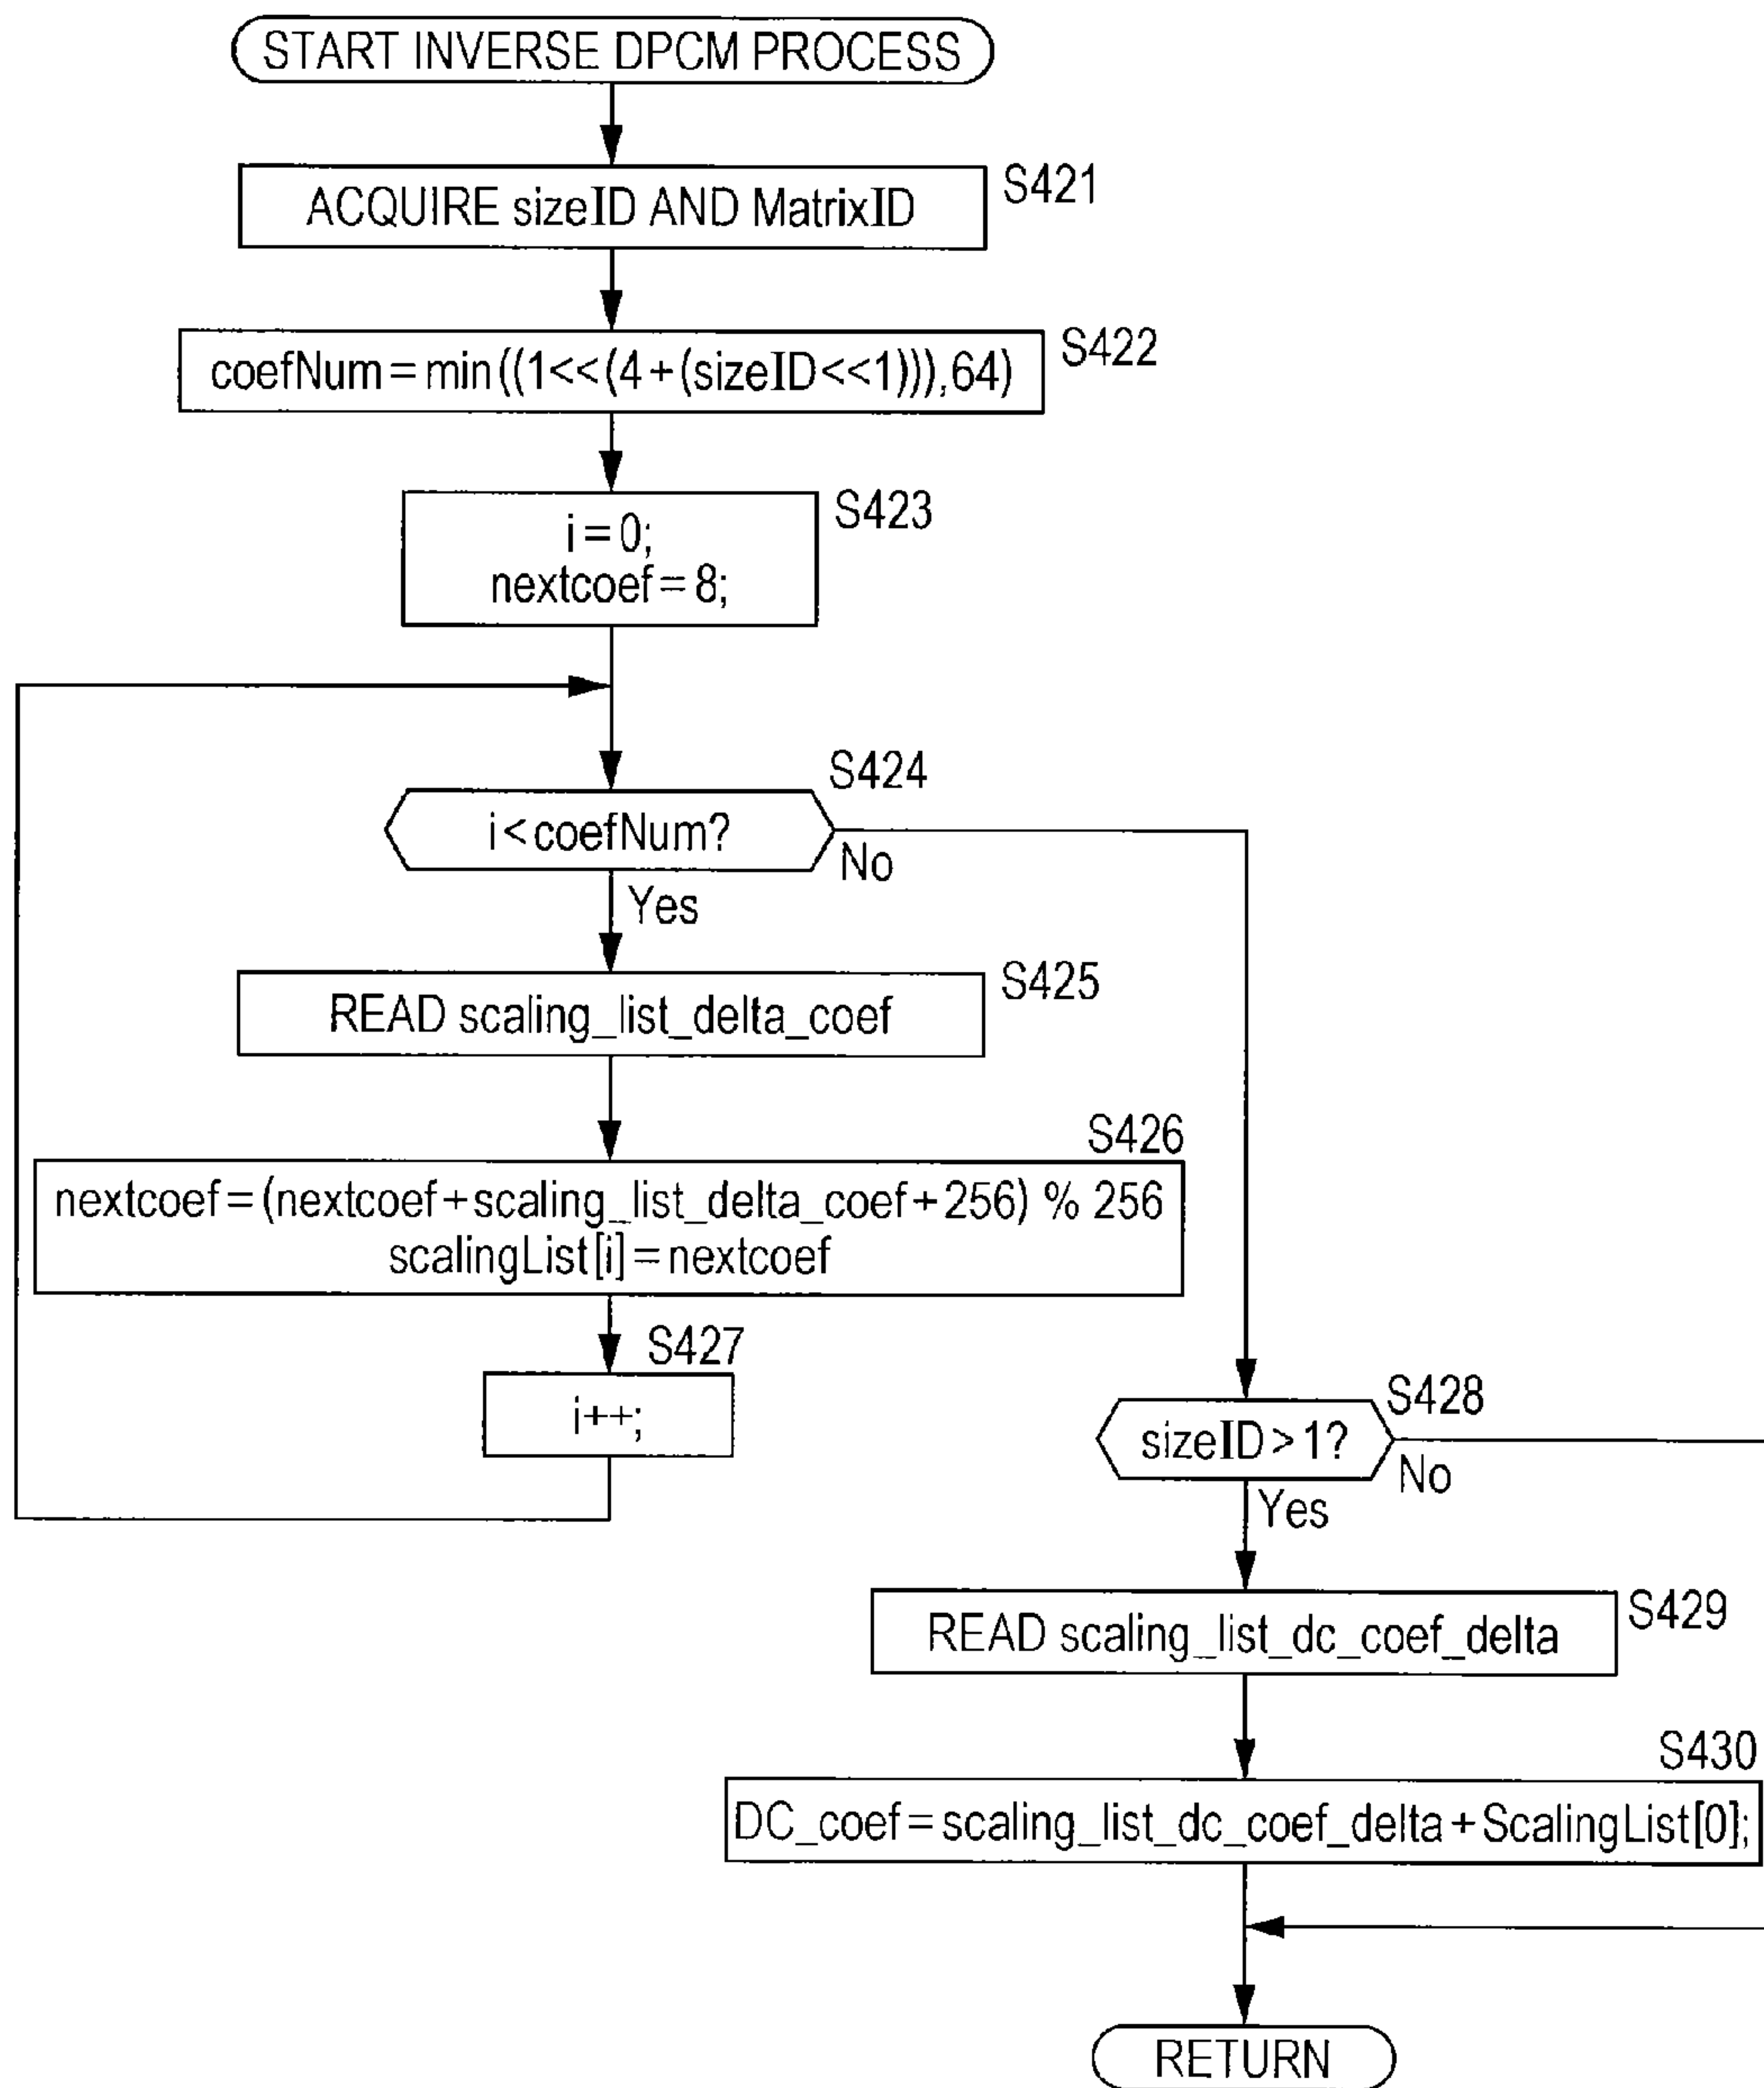 START INVERSE DPCM PROCESS
S421
ACQUIRE sizeID AND MatrixID
S422
coefNum=min((1<<(4+(sizeID<<1))),64)
S423
i=0;
nextcoef=8;
S424
i<coefNum?
No
Yes
S425
READ scaling_list_delta_coef
S426
nextcoef=(nextcoef+scaling_list_delta_coef+256) % 256
scalingList[i]=nextcoef
S427
i++;
S428
sizeID>1?
No
Yes
S429
READ scaling_list_dc_coef_delta
S430
DC_coef=scaling_list_dc_coef_delta+ScalingList[0];
RETURN